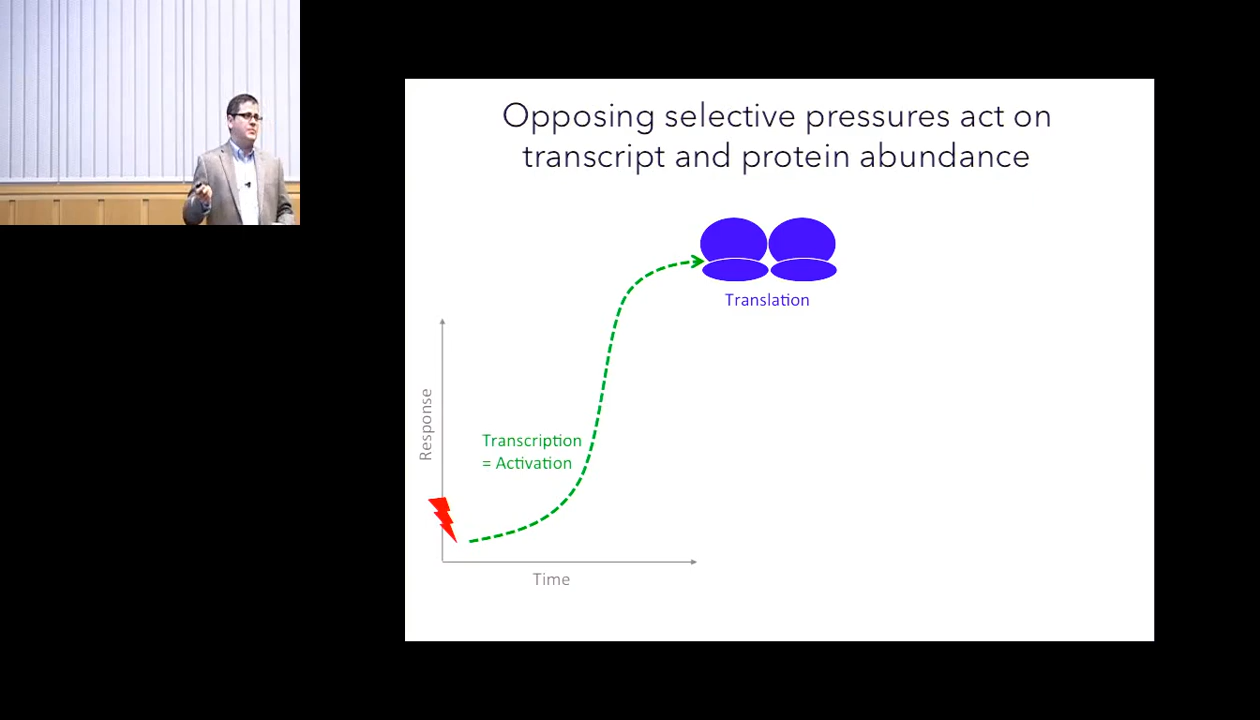 Opposing selective pressures act on
transcript and protein abundance
Translation
Response
Transcription
= Activation
Time